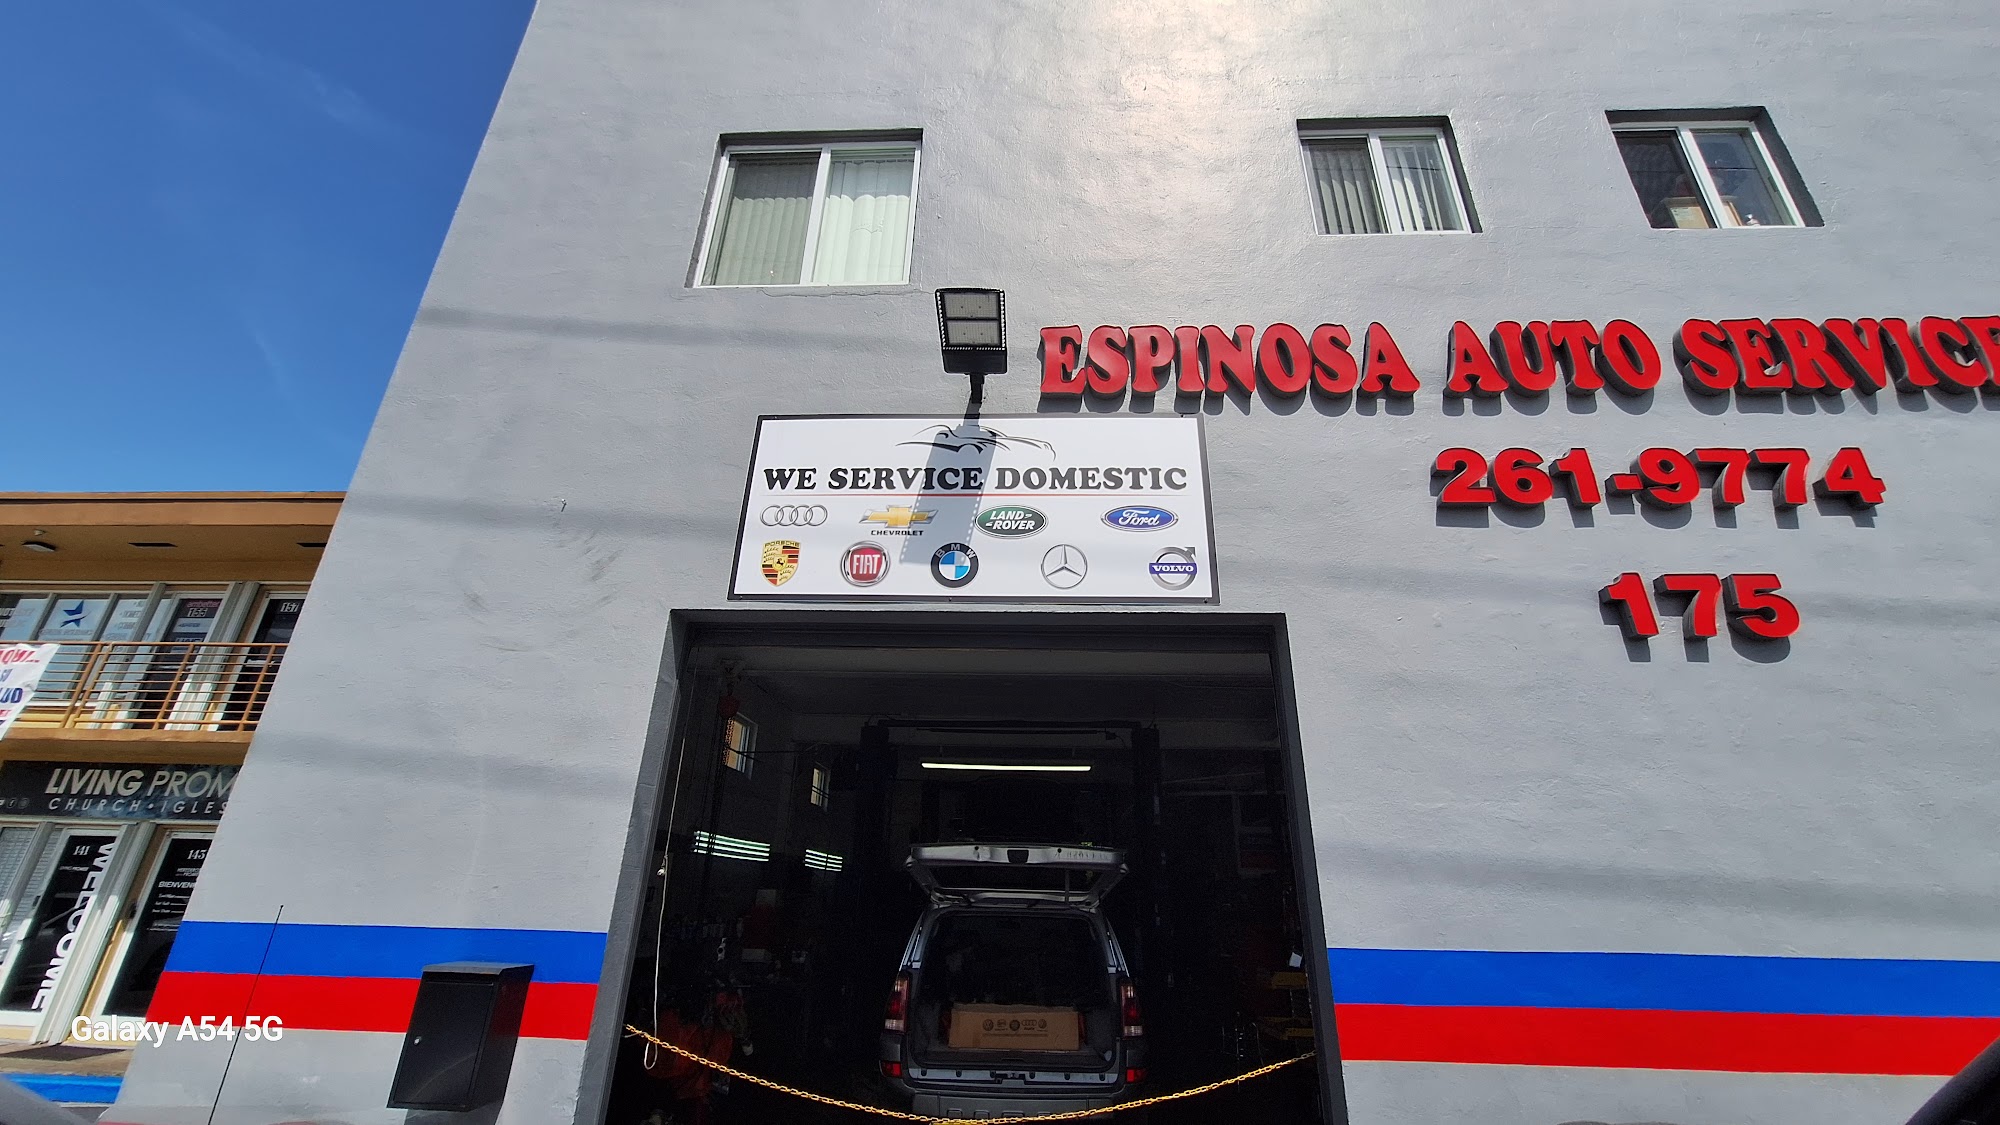 ESPINOSA AUTO SERVICE
261-9774
175
WE SERVICE DOMESTIC
CHEVROLET
LAND
ROVER
Ford
PORSCHE
FIAT
BMW
VOLVO
155
157
LIVING PROM
CHURCH • IGLES
141
WELCOME
143
BIENVEN
Galaxy A54 5G